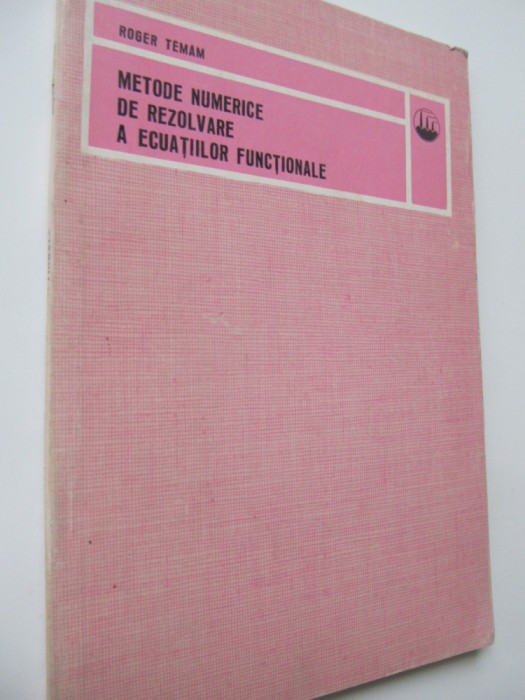 ROGER TEMAM
METODE NUMERICE
DE REZOLVARE
A ECUAȚIILOR FUNCȚIONALE